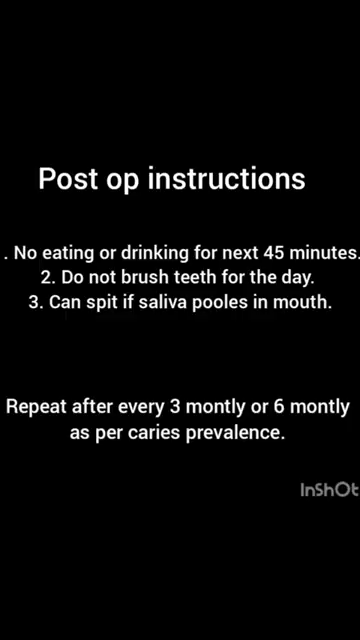 Post op instructions
. No eating or drinking for next 45 minutes.
2. Do not brush teeth for the day.
3. Can spit if saliva pooles in mouth.
Repeat after every 3 montly or 6 montly
as per caries prevalence.
InShOt